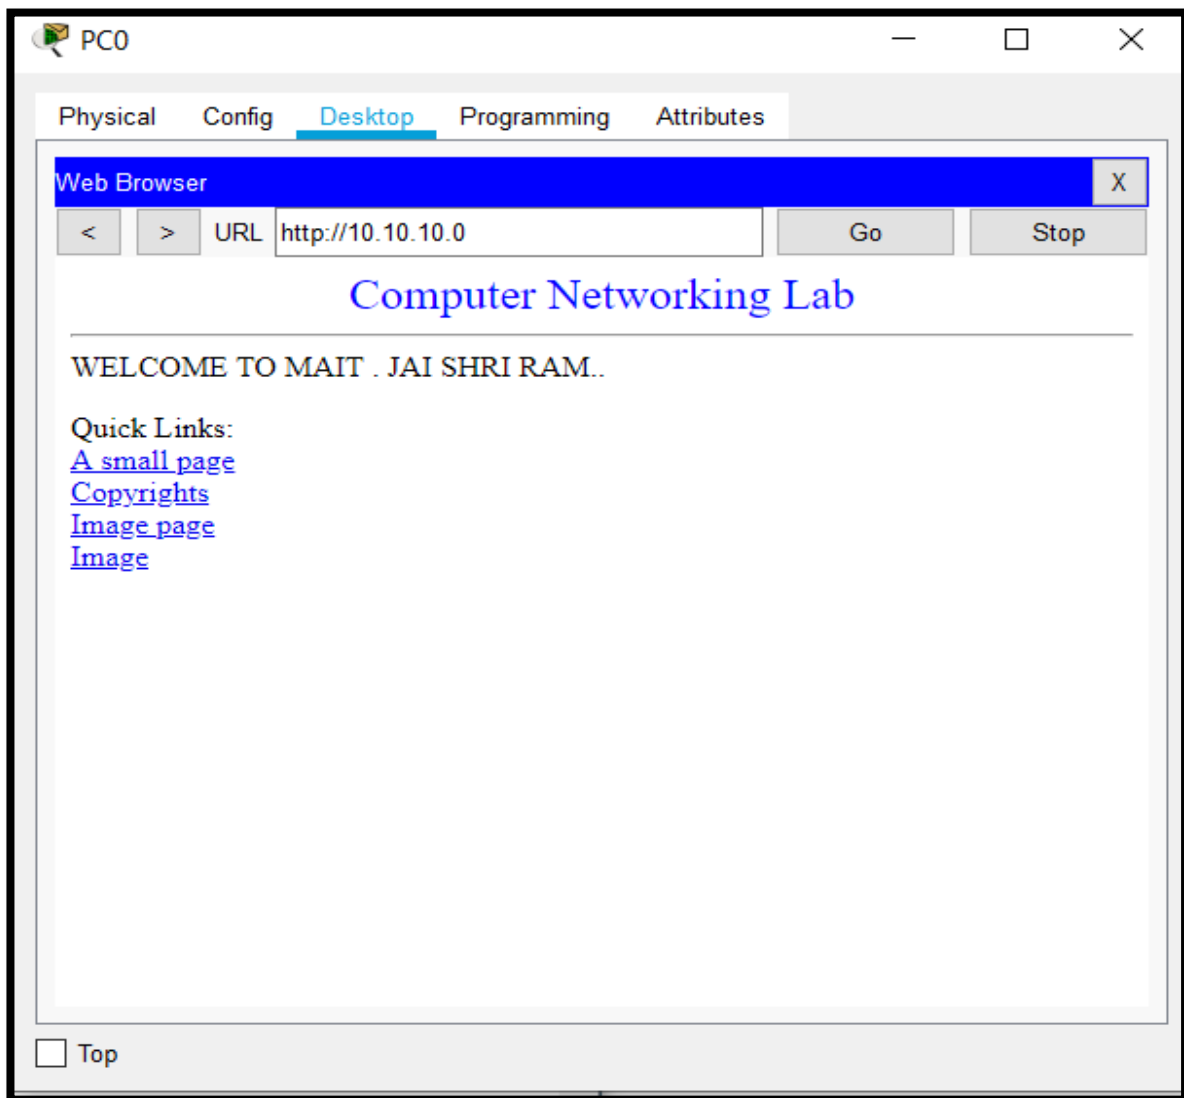 PC0
Physical Config Desktop Programming Attributes
Web Browser X
< > URL http://10.10.10.0 Go Stop
Computer Networking Lab
WELCOME TO MAIT . JAI SHRI RAM..
Quick Links:
A small page
Copyrights
Image page
Image
Top